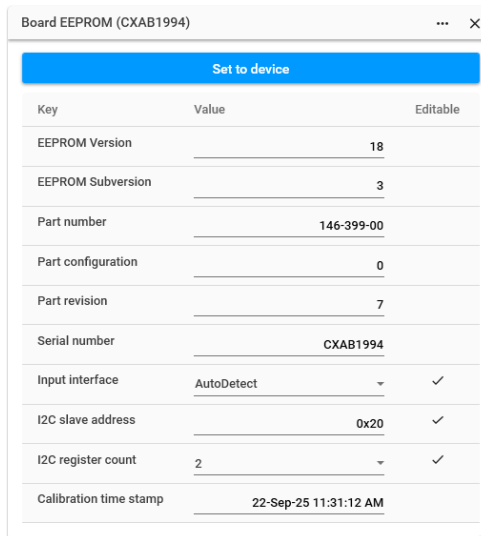 Board EEPROM (CXAB1994)
Set to device
Key Value Editable
EEPROM Version 18
EEPROM Subversion 3
Part number 146-399-00
Part configuration 0
Part revision 7
Serial number CXAB1994
Input interface AutoDetect
I2C slave address 0x20
I2C register count 2
Calibration time stamp 22-Sep-25 11:31:12 AM